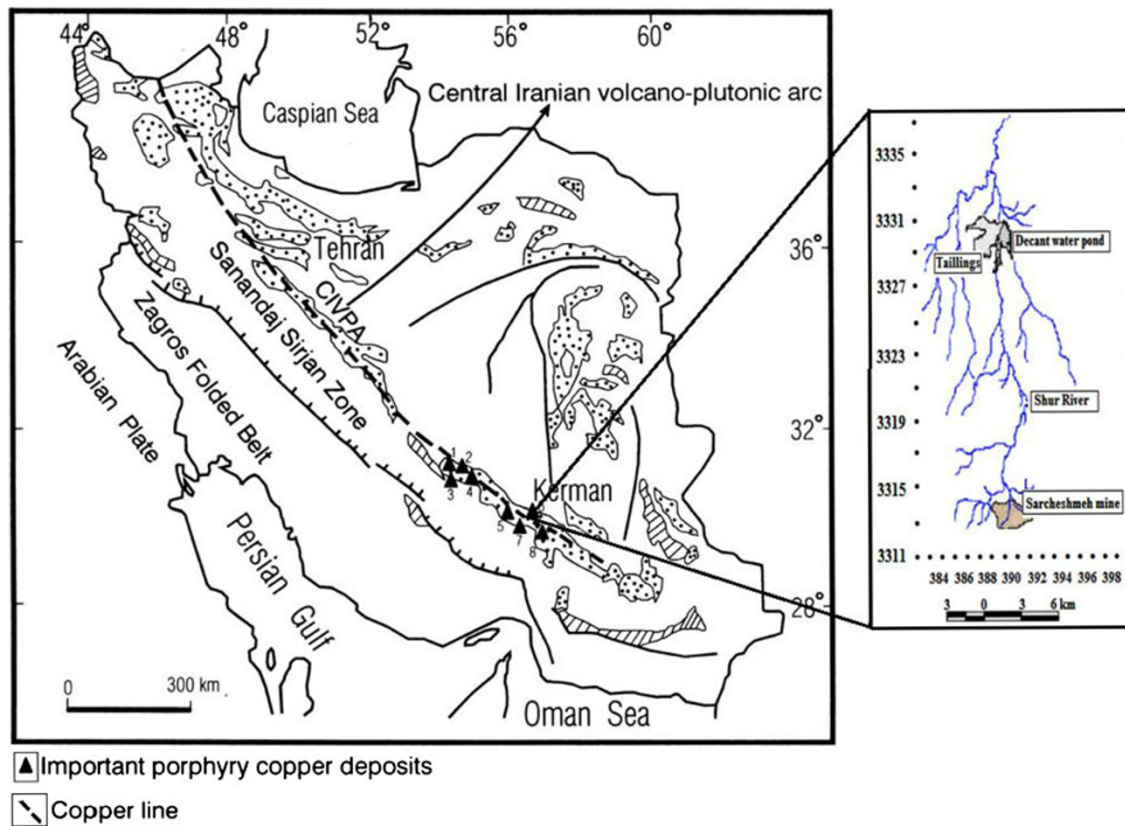 44° 48° 52° 56° 60°
Caspian Sea
Central Iranian volcano-plutonic arc
Tehran
36°
CIVPA
Sanandaj Sirjan Zone
Zagros Folded Belt
Arabian Plate
32°
1 2
3 4
Kerman
5
7
8
Persian Gulf
28°
0 300 km
Oman Sea
Important porphyry copper deposits
Copper line
3335
3331
Decant water pond
Taillings
3327
3323
Shur River
3319
3315
Sarcheshmeh mine
3311
384 386 388 390 392 394 396 398
3 0 3 6 km